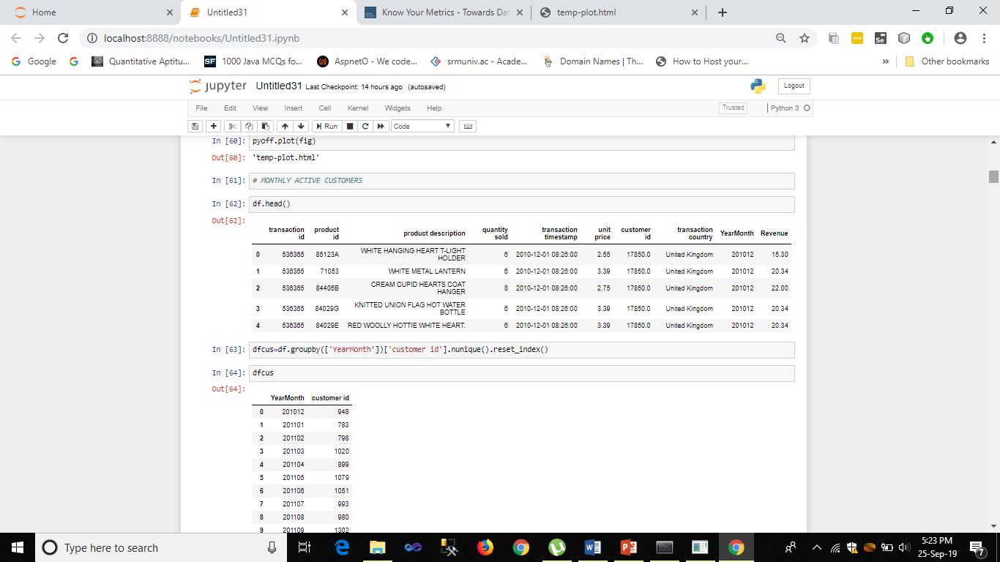 Home
Untitled31
Know Your Metrics - Towards Dat
temp-plot.html
localhost:8888/notebooks/Untitled31.ipynb
Google
Quantitative Aptitu...
SF 1000 Java MCQs fo...
AspnetO - We code...
srmuniv.ac - Acade...
Domain Names | Th...
How to Host your...
»
Other bookmarks
jupyter Untitled31 Last Checkpoint: 14 hours ago (autosaved)
Logout
File Edit View Insert Cell Kernel Widgets Help
Trusted
Python 3
Run
Code
In [60]: pyoff.plot(fig)
Out[60]: 'temp-plot.html'
In [61]: # MONTHLY ACTIVE CUSTOMERS
In [62]: df.head()
Out[62]:
transaction id product id product description quantity sold transaction timestamp unit price customer id transaction country YearMonth Revenue
0 536365 85123A WHITE HANGING HEART T-LIGHT HOLDER 6 2010-12-01 08:26:00 2.55 17850.0 United Kingdom 201012 15.30
1 536365 71053 WHITE METAL LANTERN 6 2010-12-01 08:26:00 3.39 17850.0 United Kingdom 201012 20.34
2 536365 84406B CREAM CUPID HEARTS COAT HANGER 8 2010-12-01 08:26:00 2.75 17850.0 United Kingdom 201012 22.00
3 536365 84029G KNITTED UNION FLAG HOT WATER BOTTLE 6 2010-12-01 08:26:00 3.39 17850.0 United Kingdom 201012 20.34
4 536365 84029E RED WOOLLY HOTTIE WHITE HEART. 6 2010-12-01 08:26:00 3.39 17850.0 United Kingdom 201012 20.34
In [63]: dfcus=df.groupby(['YearMonth'])['customer id'].nunique().reset_index()
In [64]: dfcus
Out[64]:
YearMonth customer id
0 201012 948
1 201101 783
2 201102 798
3 201103 1020
4 201104 899
5 201105 1079
6 201106 1051
7 201107 993
8 201108 980
9 201109 1302
Type here to search
5:23 PM
25-Sep-19
7